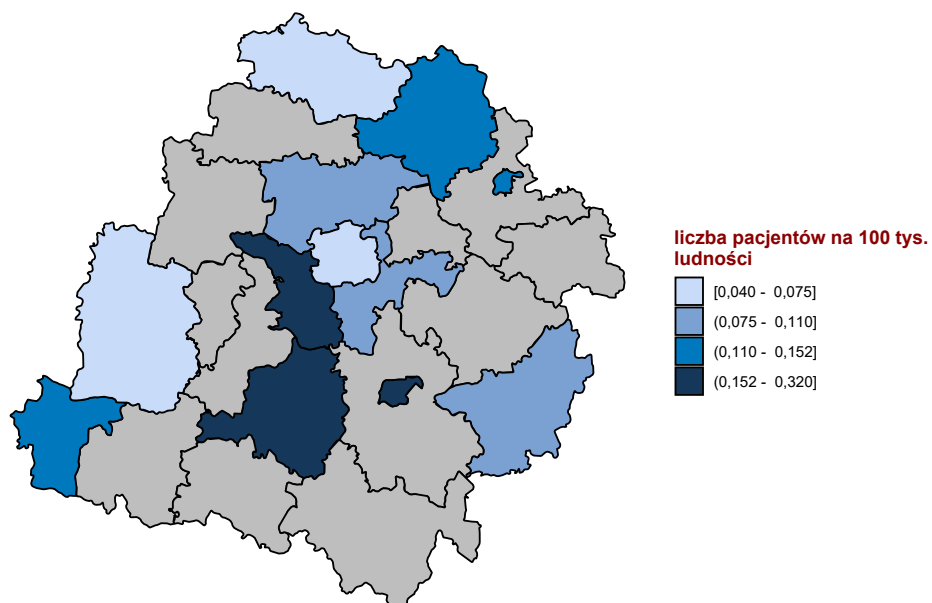 liczba pacjentów na 100 tys.
ludności
[0,040 - 0,075]
(0,075 - 0,110]
(0,110 - 0,152]
(0,152 - 0,320]